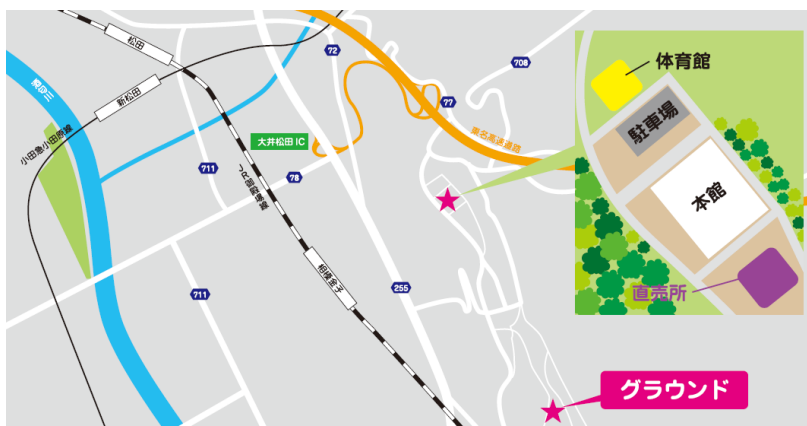 松田
新松田
酒匂川
小田急小田原線
72
708
77
東名高速道路
大井松田 IC
711
78
JR御殿場線
相模金子
711
255
体育館
駐車場
本館
直売所
グラウンド